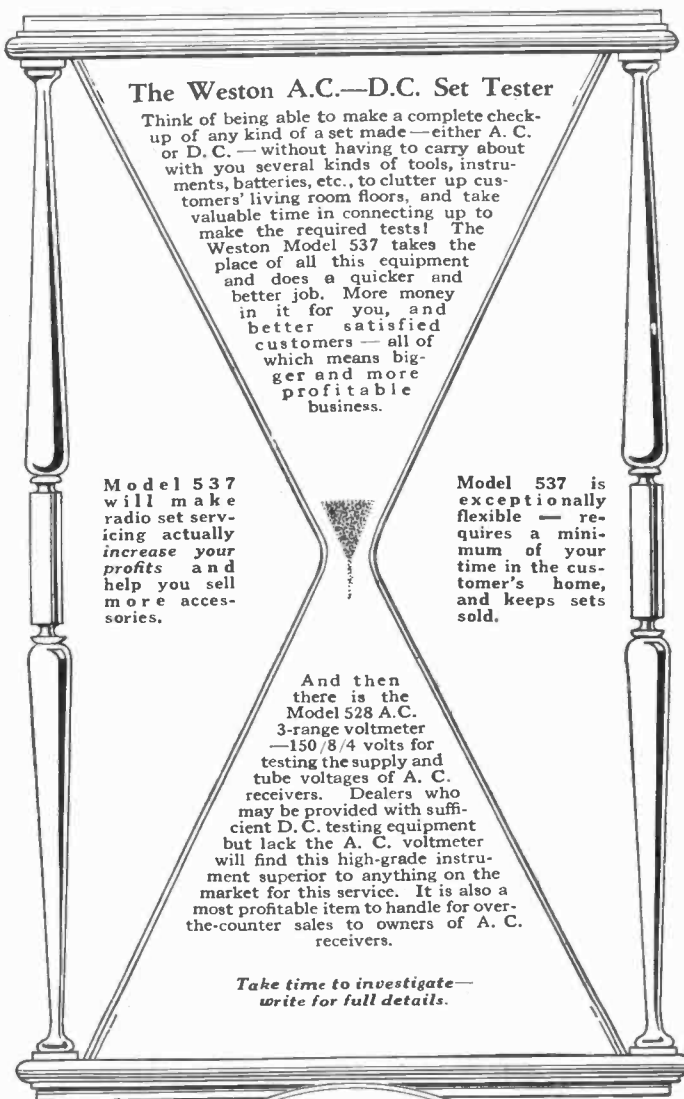 The Weston A.C.—D.C. Set Tester
Think of being able to make a complete check-
up of any kind of a set made—either A. C.
or D. C. — without having to carry about
with you several kinds of tools, instru-
ments, batteries, etc., to clutter up cus-
tomers' living room floors, and take
valuable time in connecting up to
make the required tests! The
Weston Model 537 takes the
place of all this equipment
and does a quicker and
better job. More money
in it for you, and
better satisfied
customers — all of
which means big-
ger and more
profitable
business.
Model 537
will make
radio set serv-
icing actually
increase your
profits and
help you sell
more acces-
sories.
Model 537 is
exceptionally
flexible — re-
quires a mini-
mum of your
time in the cus-
tomer's home,
and keeps sets
sold.
And then
there is the
Model 528 A.C.
3-range voltmeter
—150/8/4 volts for
testing the supply and
tube voltages of A. C.
receivers. Dealers who
may be provided with suffi-
cient D. C. testing equipment
but lack the A. C. voltmeter
will find this high-grade instru-
ment superior to anything on the
market for this service. It is also a
most profitable item to handle for over-
the-counter sales to owners of A. C.
receivers.
Take time to investigate—
write for full details.